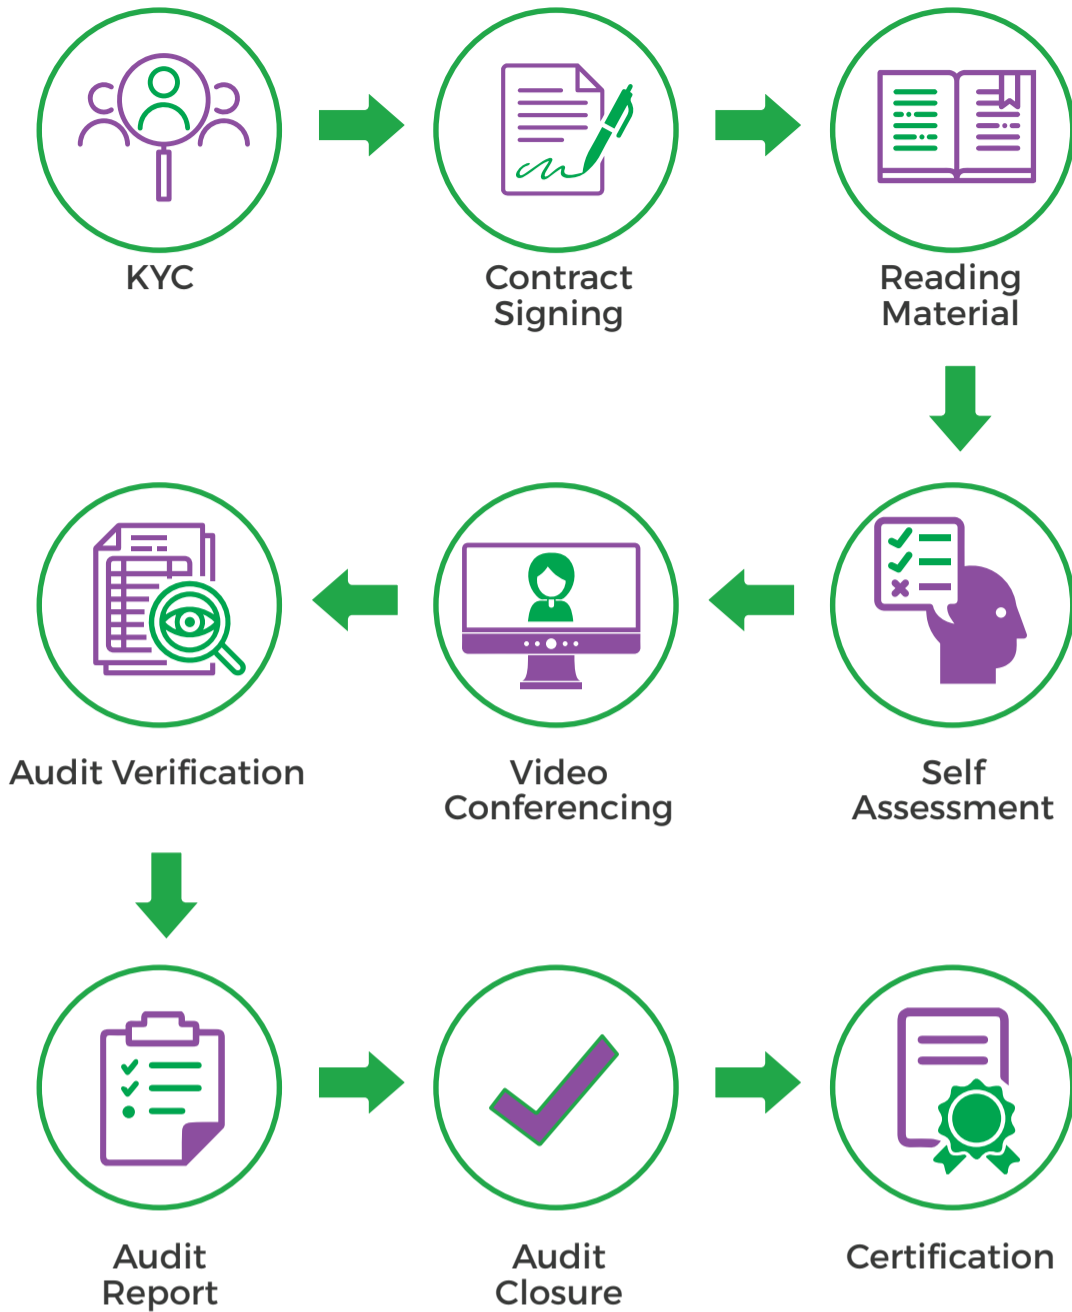 KYC
Contract
Signing
Reading
Material
Self
Assessment
Video
Conferencing
Audit Verification
Audit
Report
Audit
Closure
Certification